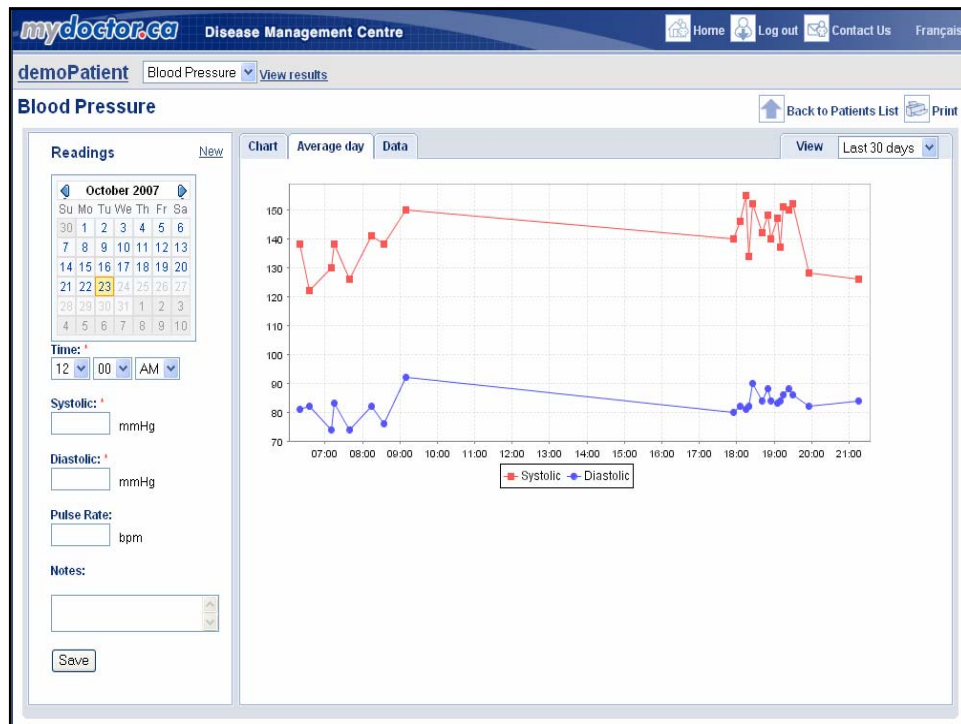 mydoctor.ca Disease Management Centre Home Log out Contact Us Français
demoPatient Blood Pressure View results
Blood Pressure Back to Patients List Print
Readings New
October 2007
Su Mo Tu We Th Fr Sa
30 1 2 3 4 5 6
7 8 9 10 11 12 13
14 15 16 17 18 19 20
21 22 23 24 25 26 27
28 29 30 31 1 2 3
4 5 6 7 8 9 10
Time: *
12 00 AM
Systolic: *
mmHg
Diastolic: *
mmHg
Pulse Rate:
bpm
Notes:
Save
Chart Average day Data View Last 30 days
150
140
130
120
110
100
90
80
70
07:00 08:00 09:00 10:00 11:00 12:00 13:00 14:00 15:00 16:00 17:00 18:00 19:00 20:00 21:00
Systolic Diastolic